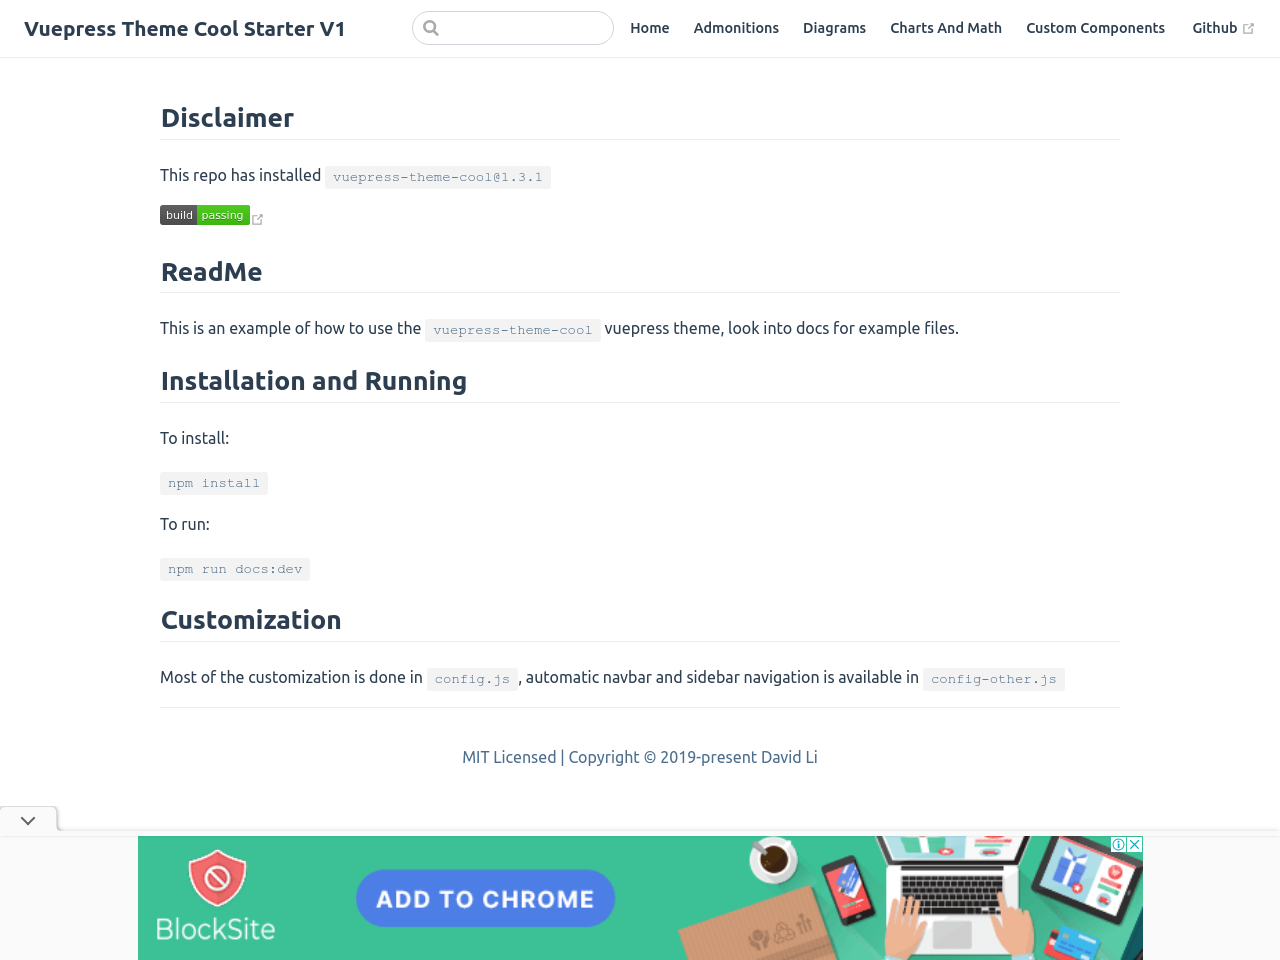 Vuepress Theme Cool Starter V1
Home Admonitions Diagrams Charts And Math Custom Components Github
Disclaimer
This repo has installed vuepress-theme-cool@1.3.1
build passing
ReadMe
This is an example of how to use the vuepress-theme-cool vuepress theme, look into docs for example files.
Installation and Running
To install:
npm install
To run:
npm run docs:dev
Customization
Most of the customization is done in config.js, automatic navbar and sidebar navigation is available in config-other.js
MIT Licensed | Copyright © 2019-present David Li
BlockSite
ADD TO CHROME